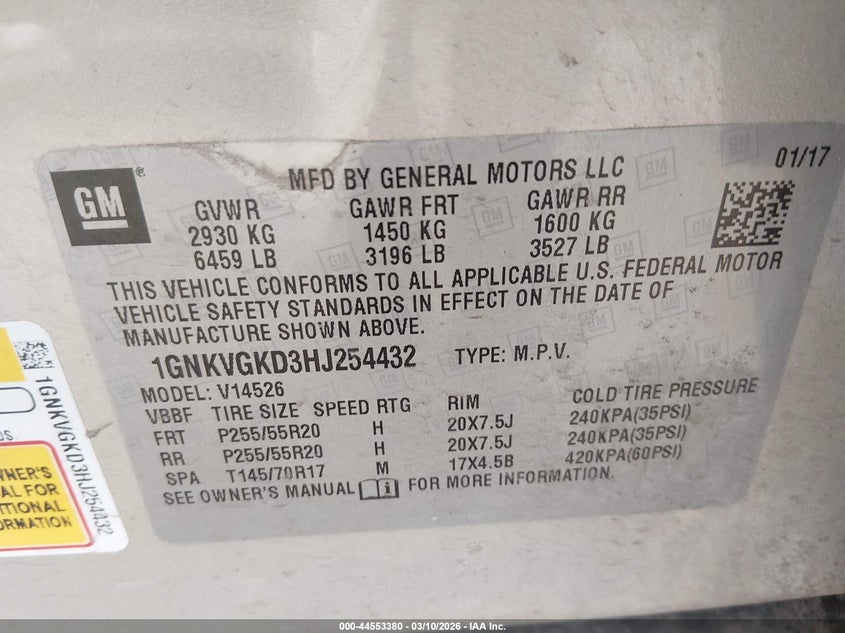 GM
®
MFD BY GENERAL MOTORS LLC
01/17
GVWR GAWR FRT GAWR RR
2930 KG 1450 KG 1600 KG
6459 LB 3196 LB 3527 LB
THIS VEHICLE CONFORMS TO ALL APPLICABLE U.S. FEDERAL MOTOR
VEHICLE SAFETY STANDARDS IN EFFECT ON THE DATE OF
MANUFACTURE SHOWN ABOVE.
1GNKVGKD3HJ254432 TYPE: M.P.V.
MODEL: V14526
VBBF TIRE SIZE SPEED RTG RIM COLD TIRE PRESSURE
FRT P255/55R20 H 20X7.5J 240KPA(35PSI)
RR P255/55R20 H 20X7.5J 240KPA(35PSI)
SPA T145/70R17 M 17X4.5B 420KPA(60PSI)
SEE OWNER'S MANUAL i FOR MORE INFORMATION.
1GNKVGKD3HJ254432
000-44553380 - 03/10/2026 - IAA Inc.